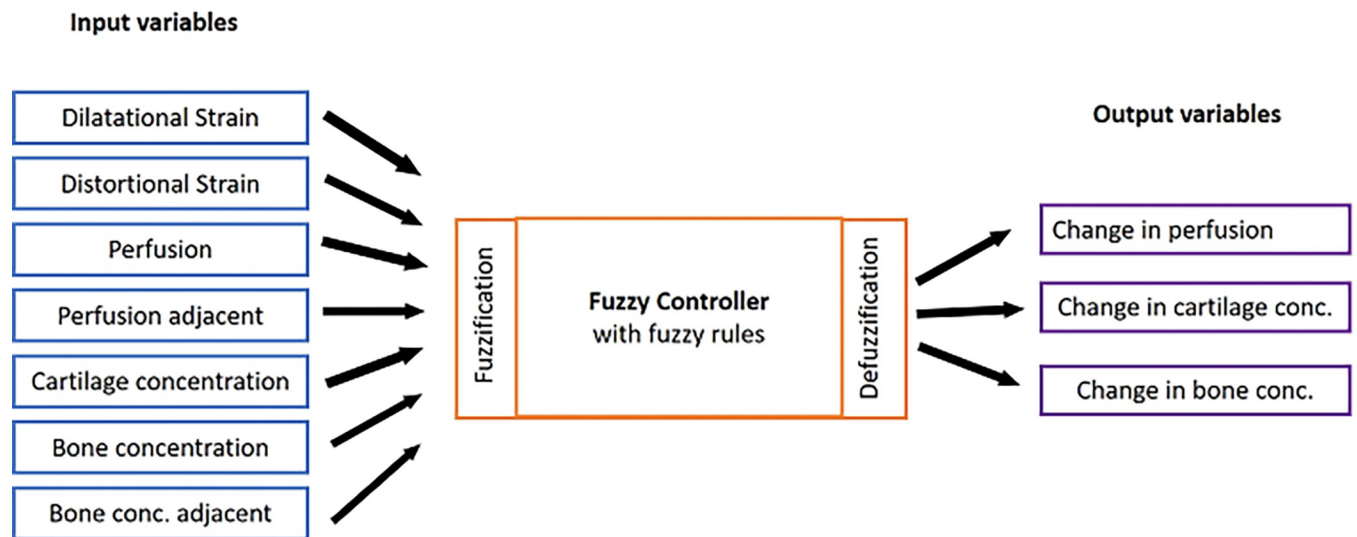 Input variables
Dilatational Strain
Distortional Strain
Perfusion
Perfusion adjacent
Cartilage concentration
Bone concentration
Bone conc. adjacent
Fuzzification
Fuzzy Controller
with fuzzy rules
Defuzzification
Output variables
Change in perfusion
Change in cartilage conc.
Change in bone conc.